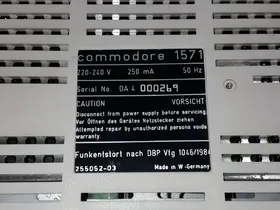 commodore 1571
220-240 V 250 mA 50 Hz
Serial No DA4 000269
CAUTION VORSICHT
Disconnect from power supply before servicing
Vor Öffnen des Gerätes Netzstecker ziehen
Attempted repair by unauthorized persons voids
warranty.
Funkentstört nach DBP Vfg 1046/1984
255052-03 Made in W-Germany